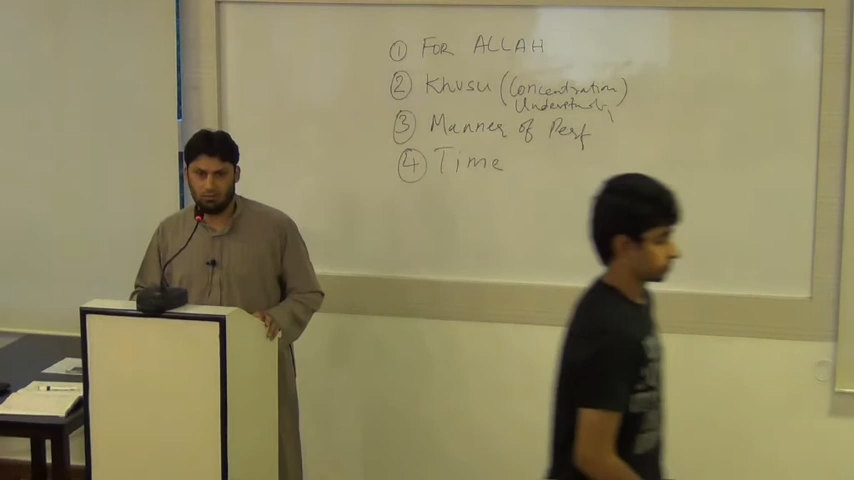 ① FOR ALLAH
② Khusu (Concentration
Understanding)
③ Manner of Perf
④ Time